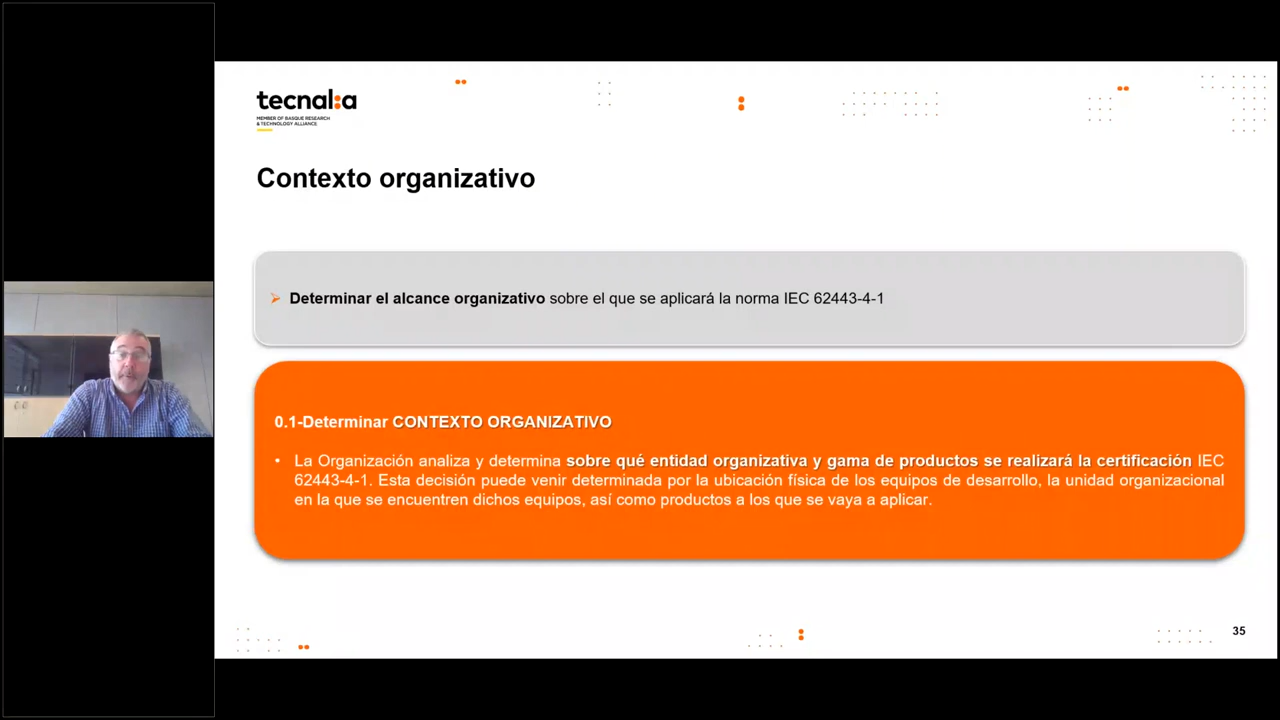 tecnal:a
MEMBER OF BASQUE RESEARCH
& TECHNOLOGY ALLIANCE
Contexto organizativo
Determinar el alcance organizativo sobre el que se aplicará la norma IEC 62443-4-1
0.1-Determinar CONTEXTO ORGANIZATIVO
• La Organización analiza y determina sobre qué entidad organizativa y gama de productos se realizará la certificación IEC
62443-4-1. Esta decisión puede venir determinada por la ubicación física de los equipos de desarrollo, la unidad organizacional
en la que se encuentren dichos equipos, así como productos a los que se vaya a aplicar.
35